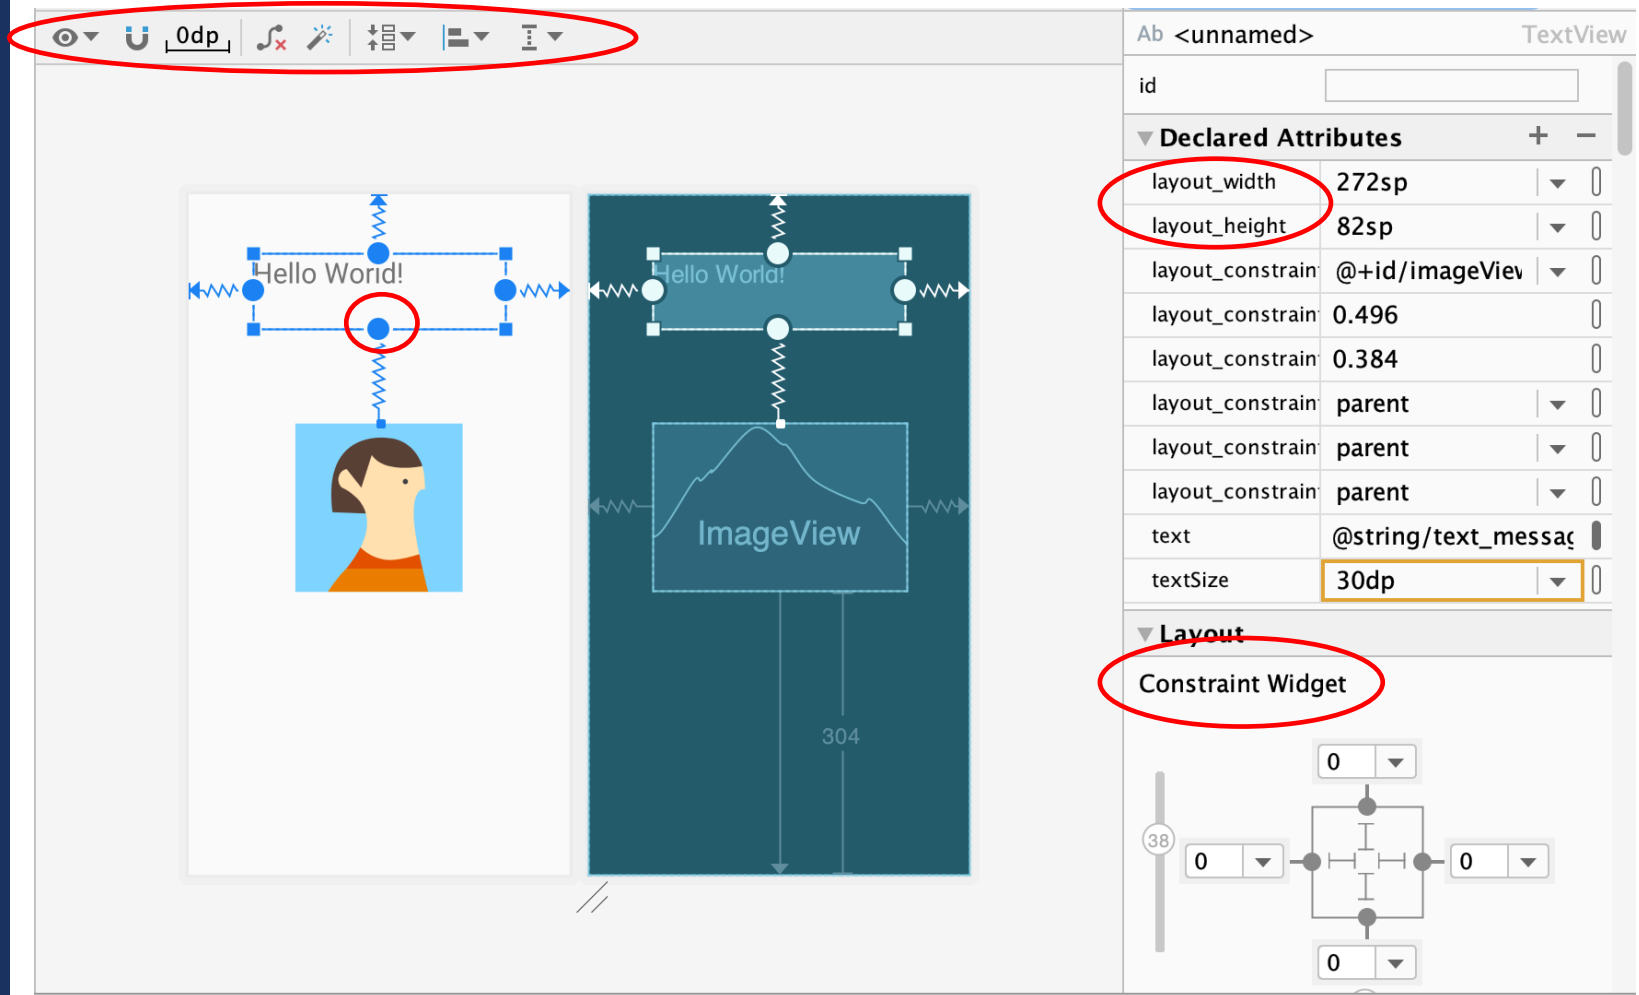 0dp
Ab <unnamed> TextView
id
Declared Attributes + −
layout_width 272sp
layout_height 82sp
layout_constrain @+id/imageView
layout_constrain 0.496
layout_constrain 0.384
layout_constrain parent
layout_constrain parent
layout_constrain parent
text @string/text_messag
textSize 30dp
Layout
Constraint Widget
0
38
0 0
0
Hello World!
Hello World!
ImageView
304